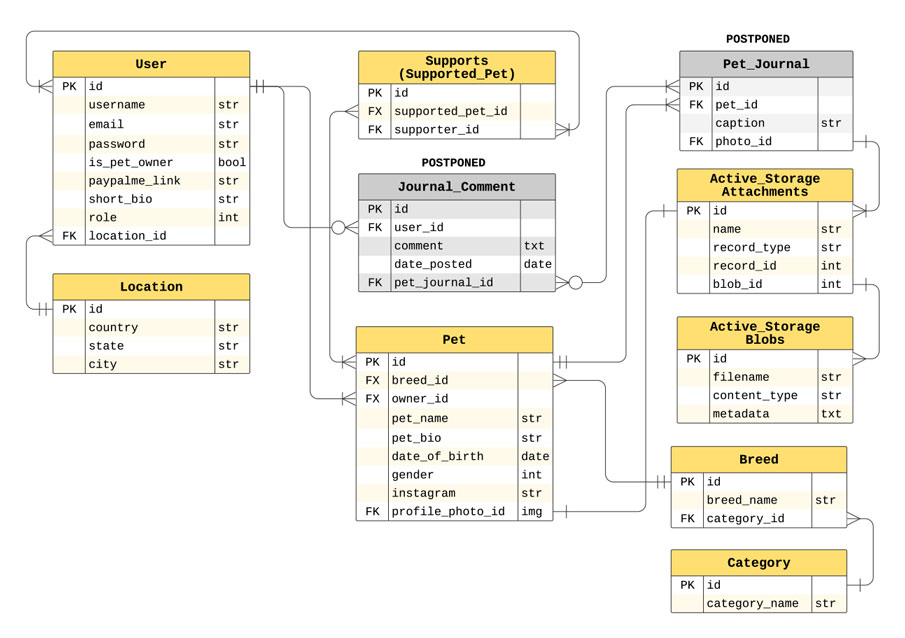 User
PK id
username str
email str
password str
is_pet_owner bool
paypalme_link str
short_bio str
role int
FK location_id
Location
PK id
country str
state str
city str
Supports
(Supported_Pet)
PK id
FX supported_pet_id
FK supporter_id
POSTPONED
Journal_Comment
PK id
FK user_id
comment txt
date_posted date
FK pet_journal_id
Pet
PK id
FX breed_id
FX owner_id
pet_name str
pet_bio str
date_of_birth date
gender int
instagram str
FK profile_photo_id img
POSTPONED
Pet_Journal
PK id
FK pet_id
caption str
FK photo_id
Active_Storage
Attachments
PK id
name str
record_type str
record_id int
blob_id int
Active_Storage
Blobs
PK id
filename str
content_type str
metadata txt
Breed
PK id
breed_name str
FK category_id
Category
PK id
category_name str